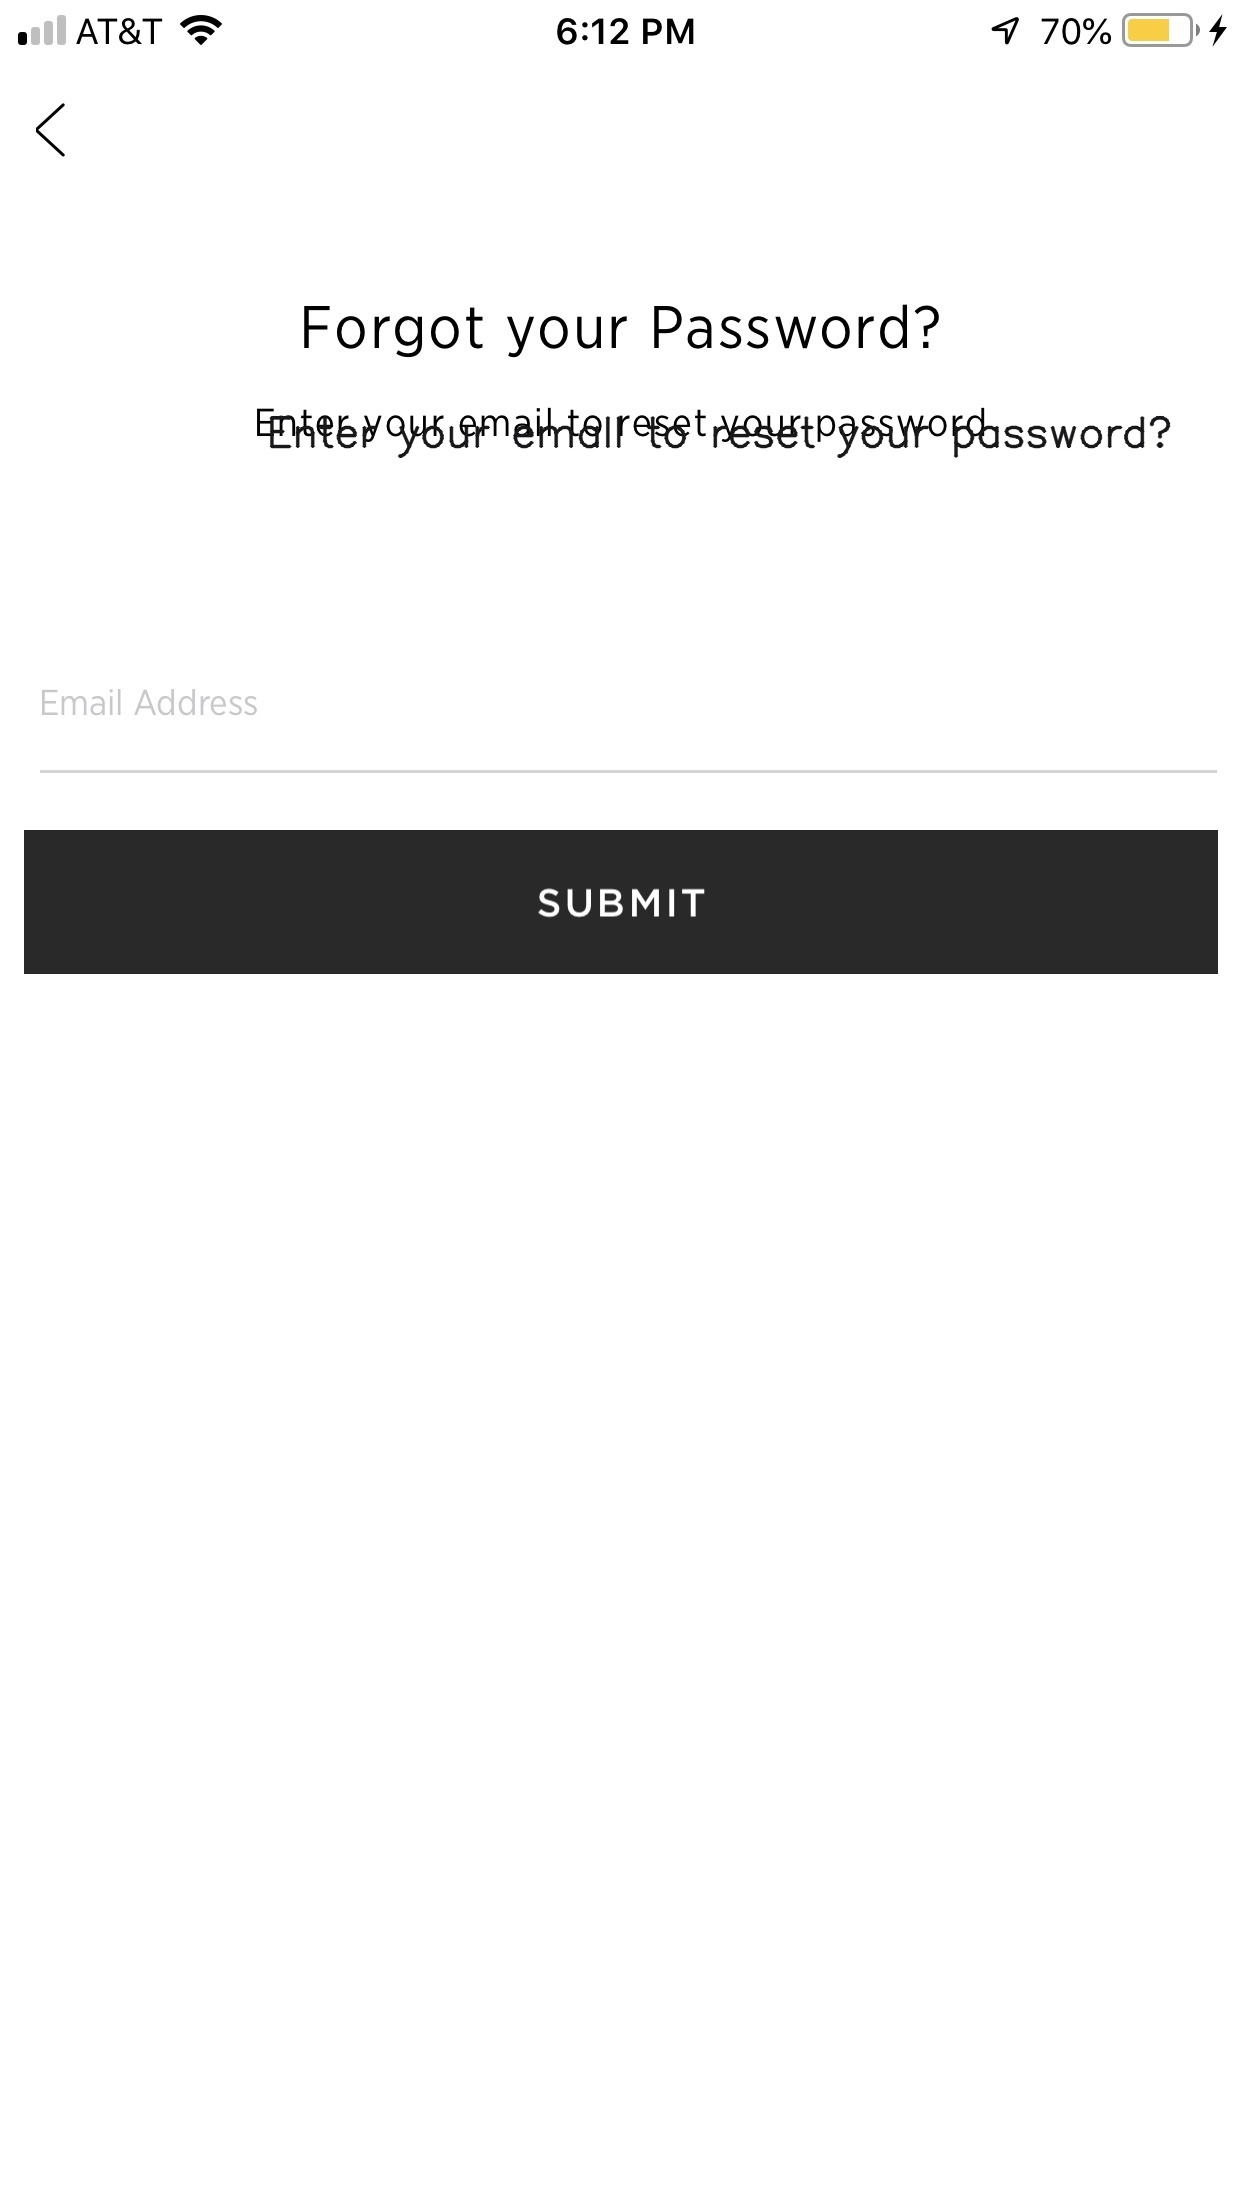 AT&T 6:12 PM 70%
Forgot your Password?
Enter your email to reset your password.
Enter your email to reset your password?
Email Address
SUBMIT